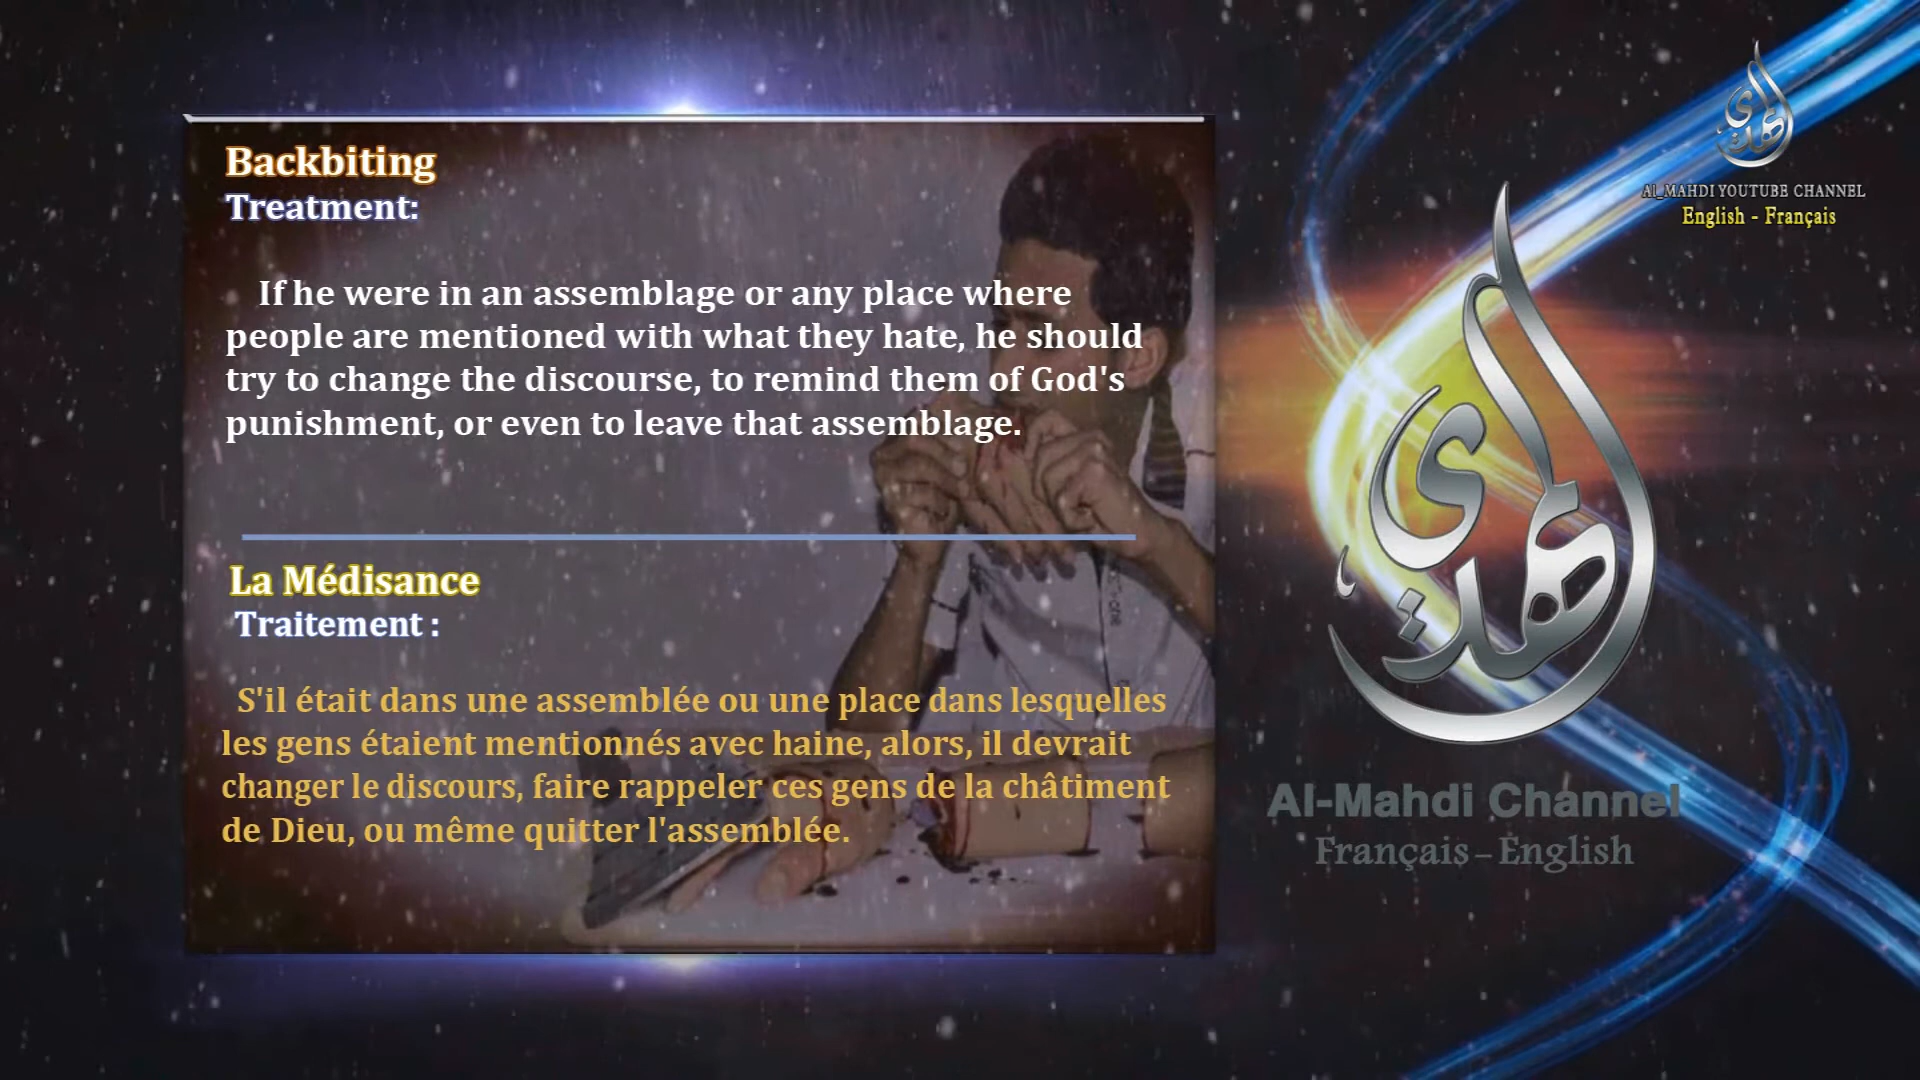 Backbiting
Treatment:
If he were in an assemblage or any place where
people are mentioned with what they hate, he should
try to change the discourse, to remind them of God's
punishment, or even to leave that assemblage.
La Médisance
Traitement :
S'il était dans une assemblée ou une place dans lesquelles
les gens étaient mentionnés avec haine, alors, il devrait
changer le discours, faire rappeler ces gens de la châtiment
de Dieu, ou même quitter l'assemblée.
المهدي
Al_MAHDI YOUTUBE CHANNEL
English - Français
المهدي
Al-Mahdi Channel
Français – English